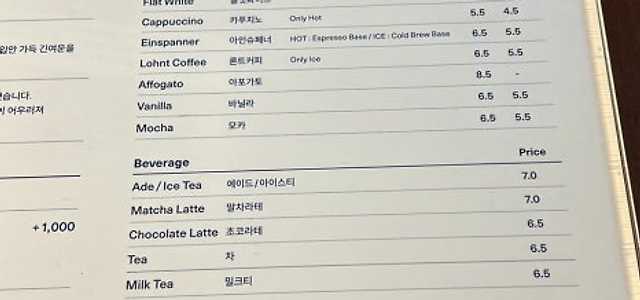 Flat White
Cappuccino 카푸치노 Only Hot 5.5 4.5
Einspanner 아인슈페너 HOT : Espresso Base / ICE : Cold Brew Base 6.5 5.5
Lohnt Coffee 론트커피 Only Ice 6.5 5.5
Affogato 아포가토 8.5 -
Vanilla 바닐라 6.5 5.5
Mocha 모카 6.5 5.5
Beverage Price
Ade / Ice Tea 에이드 / 아이스티 7.0
Matcha Latte 말차라테 7.0
Chocolate Latte 초코라테 6.5
Tea 차 6.5
Milk Tea 밀크티 6.5
입안 가득 긴여운을
습니다.
어우러져
+1,000